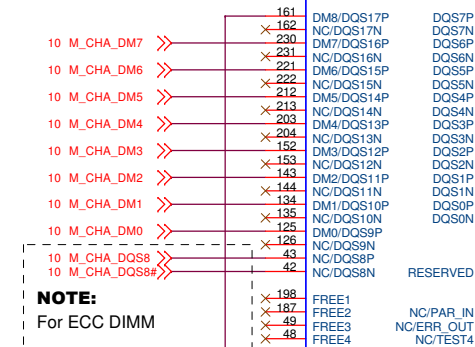 161 DM8/DQS17P DQS7P
162 NC/DQS17N DQS7N
10 M_CHA_DM7 230 DM7/DQS16P DQS6P
231 NC/DQS16N DQS6N
10 M_CHA_DM6 221 DM6/DQS15P DQS5P
222 NC/DQS15N DQS5N
10 M_CHA_DM5 212 DM5/DQS14P DQS4P
213 NC/DQS14N DQS4N
10 M_CHA_DM4 203 DM4/DQS13P DQS3P
204 NC/DQS13N DQS3N
10 M_CHA_DM3 152 DM3/DQS12P DQS2P
153 NC/DQS12N DQS2N
10 M_CHA_DM2 143 DM2/DQS11P DQS1P
144 NC/DQS11N DQS1N
10 M_CHA_DM1 134 DM1/DQS10P DQS0P
135 NC/DQS10N DQS0N
10 M_CHA_DM0 125 DM0/DQS9P
126 NC/DQS9N
10 M_CHA_DQS8 43 NC/DQS8P
10 M_CHA_DQS8# 42 NC/DQS8N RESERVED
NOTE: 198 FREE1
187 FREE2 NC/PAR_IN
For ECC DIMM 49 FREE3 NC/ERR_OUT
48 FREE4 NC/TEST4